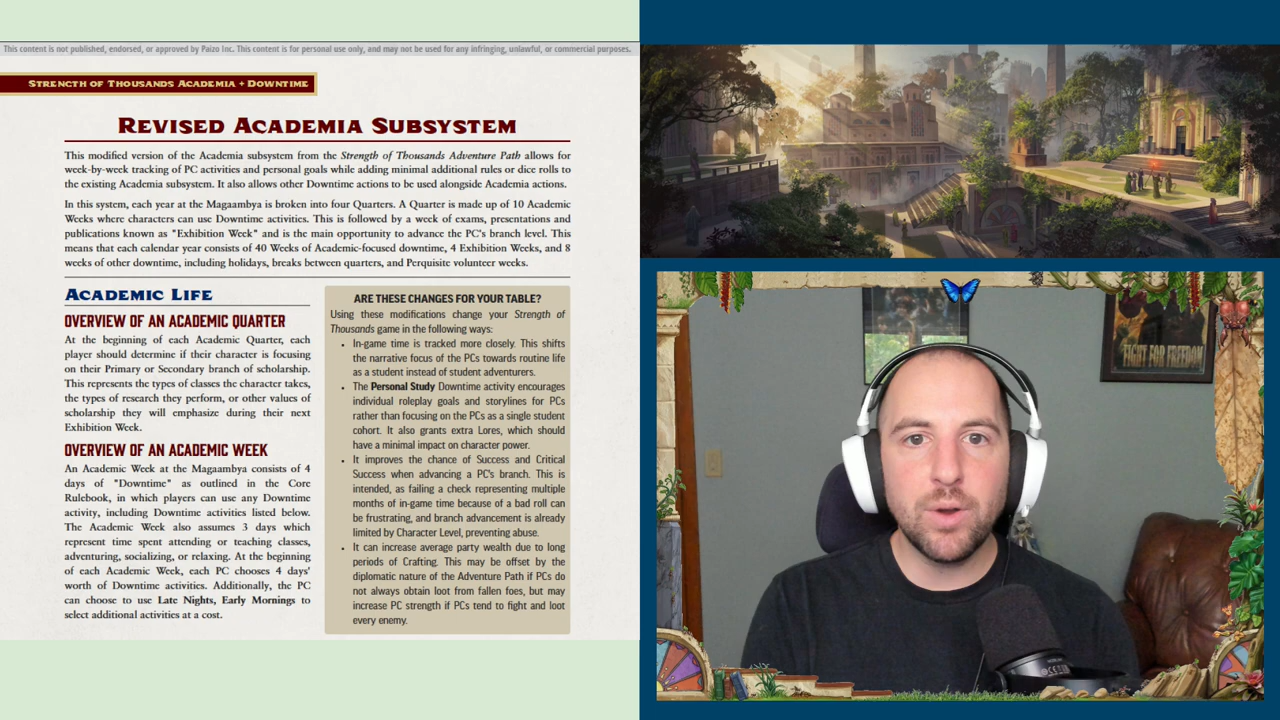 This content is not published, endorsed, or approved by Paizo Inc. This content is for personal use only, and may not be used for any infringing, unlawful, or commercial purposes.
Strength of Thousands Academia + Downtime
Revised Academia Subsystem
This modified version of the Academia subsystem from the Strength of Thousands Adventure Path allows for
week-by-week tracking of PC activities and personal goals while adding minimal additional rules or dice rolls to
the existing Academia subsystem. It also allows other Downtime actions to be used alongside Academia actions.
In this system, each year at the Magaambya is broken into four Quarters. A Quarter is made up of 10 Academic
Weeks where characters can use Downtime activities. This is followed by a week of exams, presentations and
publications known as "Exhibition Week" and is the main opportunity to advance the PC's branch level. This
means that each calendar year consists of 40 Weeks of Academic-focused downtime, 4 Exhibition Weeks, and 8
weeks of other downtime, including holidays, breaks between quarters, and Perquisite volunteer weeks.
Academic Life
OVERVIEW OF AN ACADEMIC QUARTER
At the beginning of each Academic Quarter, each
player should determine if their character is focusing
on their Primary or Secondary branch of scholarship.
This represents the types of classes the character takes,
the types of research they perform, or other values of
scholarship they will emphasize during their next
Exhibition Week.
OVERVIEW OF AN ACADEMIC WEEK
An Academic Week at the Magaambya consists of 4
days of "Downtime" as outlined in the Core
Rulebook, in which players can use any Downtime
activity, including Downtime activities listed below.
The Academic Week also assumes 3 days which
represent time spent attending or teaching classes,
adventuring, socializing, or relaxing. At the beginning
of each Academic Week, each PC chooses 4 days'
worth of Downtime activities. Additionally, the PC
can choose to use Late Nights, Early Mornings to
select additional activities at a cost.
ARE THESE CHANGES FOR YOUR TABLE?
Using these modifications change your Strength of
Thousands game in the following ways:
• In-game time is tracked more closely. This shifts
the narrative focus of the PCs towards routine life
as a student instead of student adventurers.
• The Personal Study Downtime activity encourages
individual roleplay goals and storylines for PCs
rather than focusing on the PCs as a single student
cohort. It also grants extra Lores, which should
have a minimal impact on character power.
• It improves the chance of Success and Critical
Success when advancing a PC's branch. This is
intended, as failing a check representing multiple
months of in-game time because of a bad roll can
be frustrating, and branch advancement is already
limited by Character Level, preventing abuse.
• It can increase average party wealth due to long
periods of Crafting. This may be offset by the
diplomatic nature of the Adventure Path if PCs do
not always obtain loot from fallen foes, but may
increase PC strength if PCs tend to fight and loot
every enemy.
FIGHT FOR FREEDOM